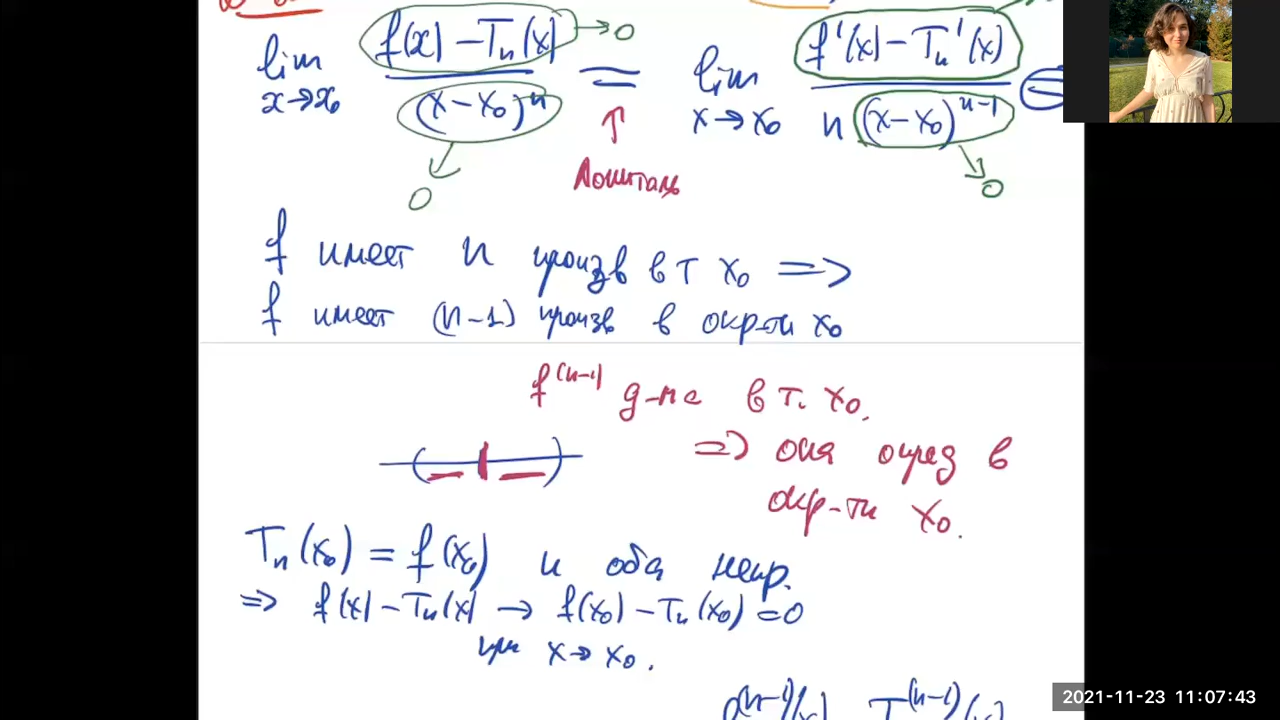 lim x→x₀ (f(x) − Tₙ(x)) / (x − x₀)ⁿ = lim x→x₀ (f'(x) − Tₙ'(x)) / n(x − x₀)ⁿ⁻¹ =
→ 0
0
↑
Лопиталь
0
f имеет n произв в т x₀ =>
f имеет (n-1) произв в окр-ти x₀
f⁽ⁿ⁻¹⁾ д-ма в т. x₀.
=> она опред в
окр-ти x₀.
Tₙ(x₀) = f(x₀) и оба непр.
=> f(x) − Tₙ(x) → f(x₀) − Tₙ(x₀) = 0
при x→x₀.
2021-11-23 11:07:43